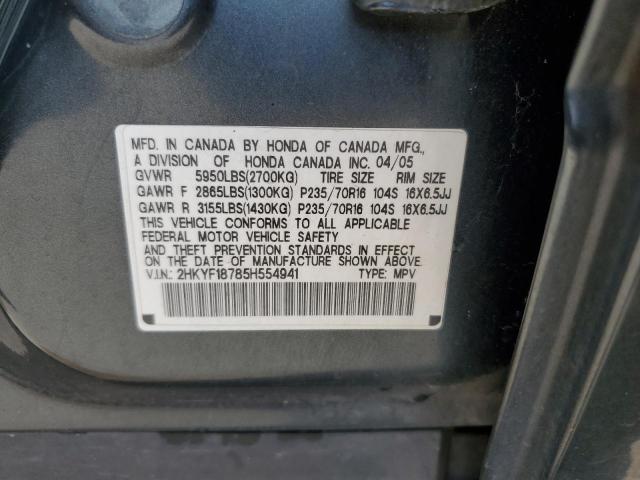 MFD. IN CANADA BY HONDA OF CANADA MFG.,
A DIVISION OF HONDA CANADA INC. 04/05
GVWR 5950LBS(2700KG) TIRE SIZE RIM SIZE
GAWR F 2865LBS(1300KG) P235/70R16 104S 16X6.5JJ
GAWR R 3155LBS(1430KG) P235/70R16 104S 16X6.5JJ
THIS VEHICLE CONFORMS TO ALL APPLICABLE
FEDERAL MOTOR VEHICLE SAFETY
AND THEFT PREVENTION STANDARDS IN EFFECT
ON THE DATE OF MANUFACTURE SHOWN ABOVE.
V.I.N.: 2HKYF18785H554941 TYPE: MPV